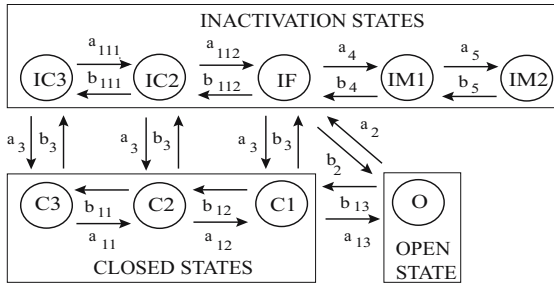 INACTIVATION STATES
a111 a112 a4 a5
IC3 IC2 IF IM1 IM2
b111 b112 b4 b5
a3 b3 a3 b3 a3 b3 a2
b2
C3 C2 C1 O
b11 b12 b13
a11 a12 a13
CLOSED STATES
OPEN
STATE